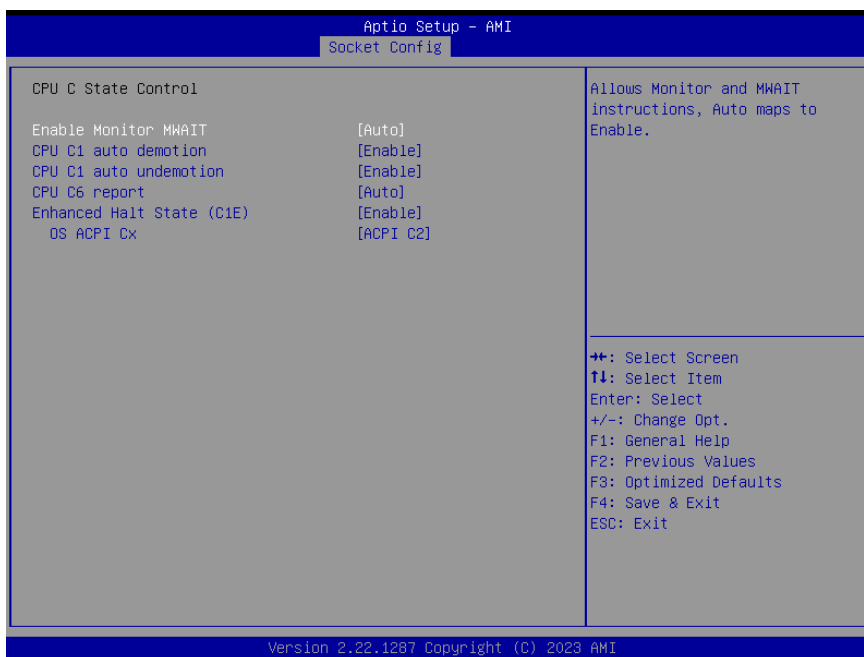 Aptio Setup – AMI
Socket Config
CPU C State Control
Enable Monitor MWAIT [Auto]
CPU C1 auto demotion [Enable]
CPU C1 auto undemotion [Enable]
CPU C6 report [Auto]
Enhanced Halt State (C1E) [Enable]
OS ACPI Cx [ACPI C2]
Allows Monitor and MWAIT
instructions, Auto maps to
Enable.
→←: Select Screen
↑↓: Select Item
Enter: Select
+/-: Change Opt.
F1: General Help
F2: Previous Values
F3: Optimized Defaults
F4: Save & Exit
ESC: Exit
Version 2.22.1287 Copyright (C) 2023 AMI